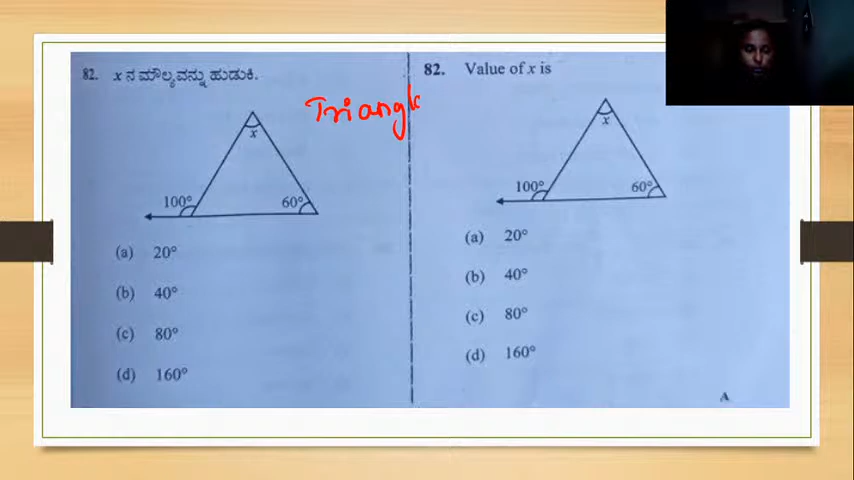 82. x ನ ಮೌಲ್ಯವನ್ನು ಹುಡುಕಿ.
x
100°
60°
(a) 20°
(b) 40°
(c) 80°
(d) 160°
Triangle
82. Value of x is
x
100°
60°
(a) 20°
(b) 40°
(c) 80°
(d) 160°
A